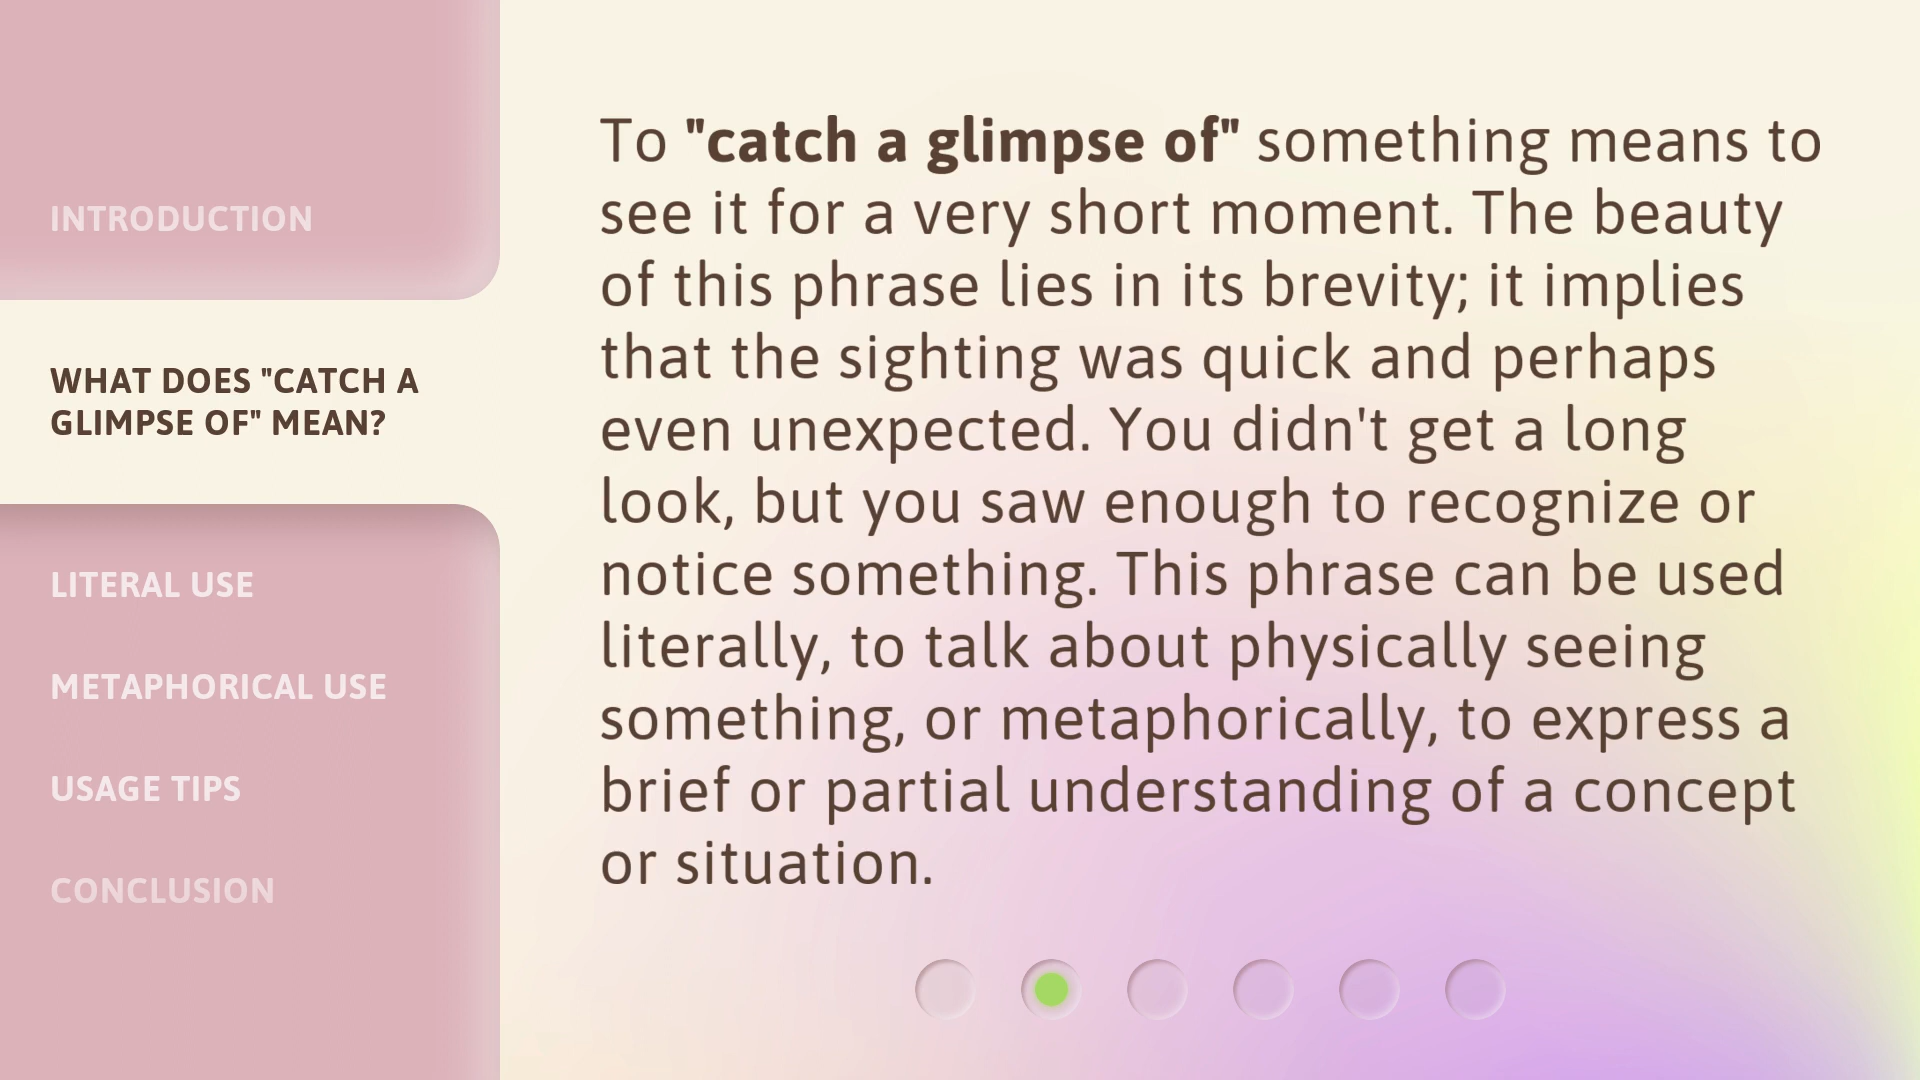 INTRODUCTION
WHAT DOES "CATCH A
GLIMPSE OF" MEAN?
LITERAL USE
METAPHORICAL USE
USAGE TIPS
CONCLUSION
To "catch a glimpse of" something means to
see it for a very short moment. The beauty
of this phrase lies in its brevity; it implies
that the sighting was quick and perhaps
even unexpected. You didn't get a long
look, but you saw enough to recognize or
notice something. This phrase can be used
literally, to talk about physically seeing
something, or metaphorically, to express a
brief or partial understanding of a concept
or situation.